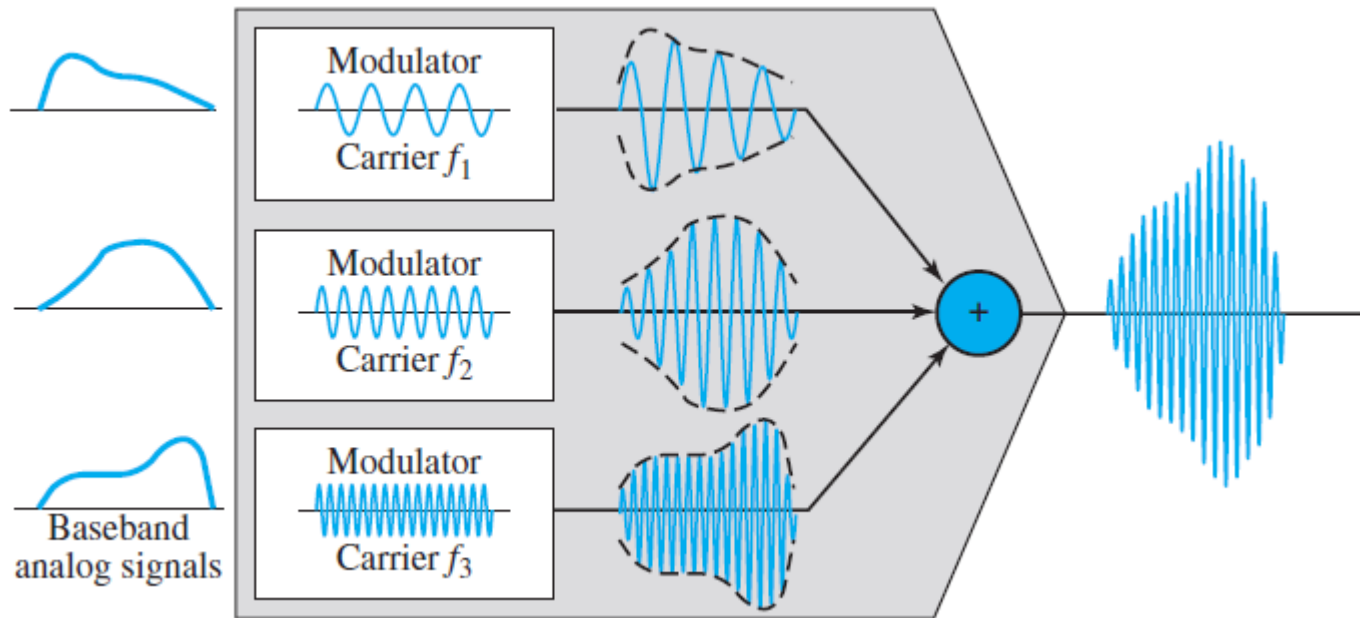 Modulator
Carrier f₁
Modulator
Carrier f₂
+
Modulator
Carrier f₃
Baseband
analog signals